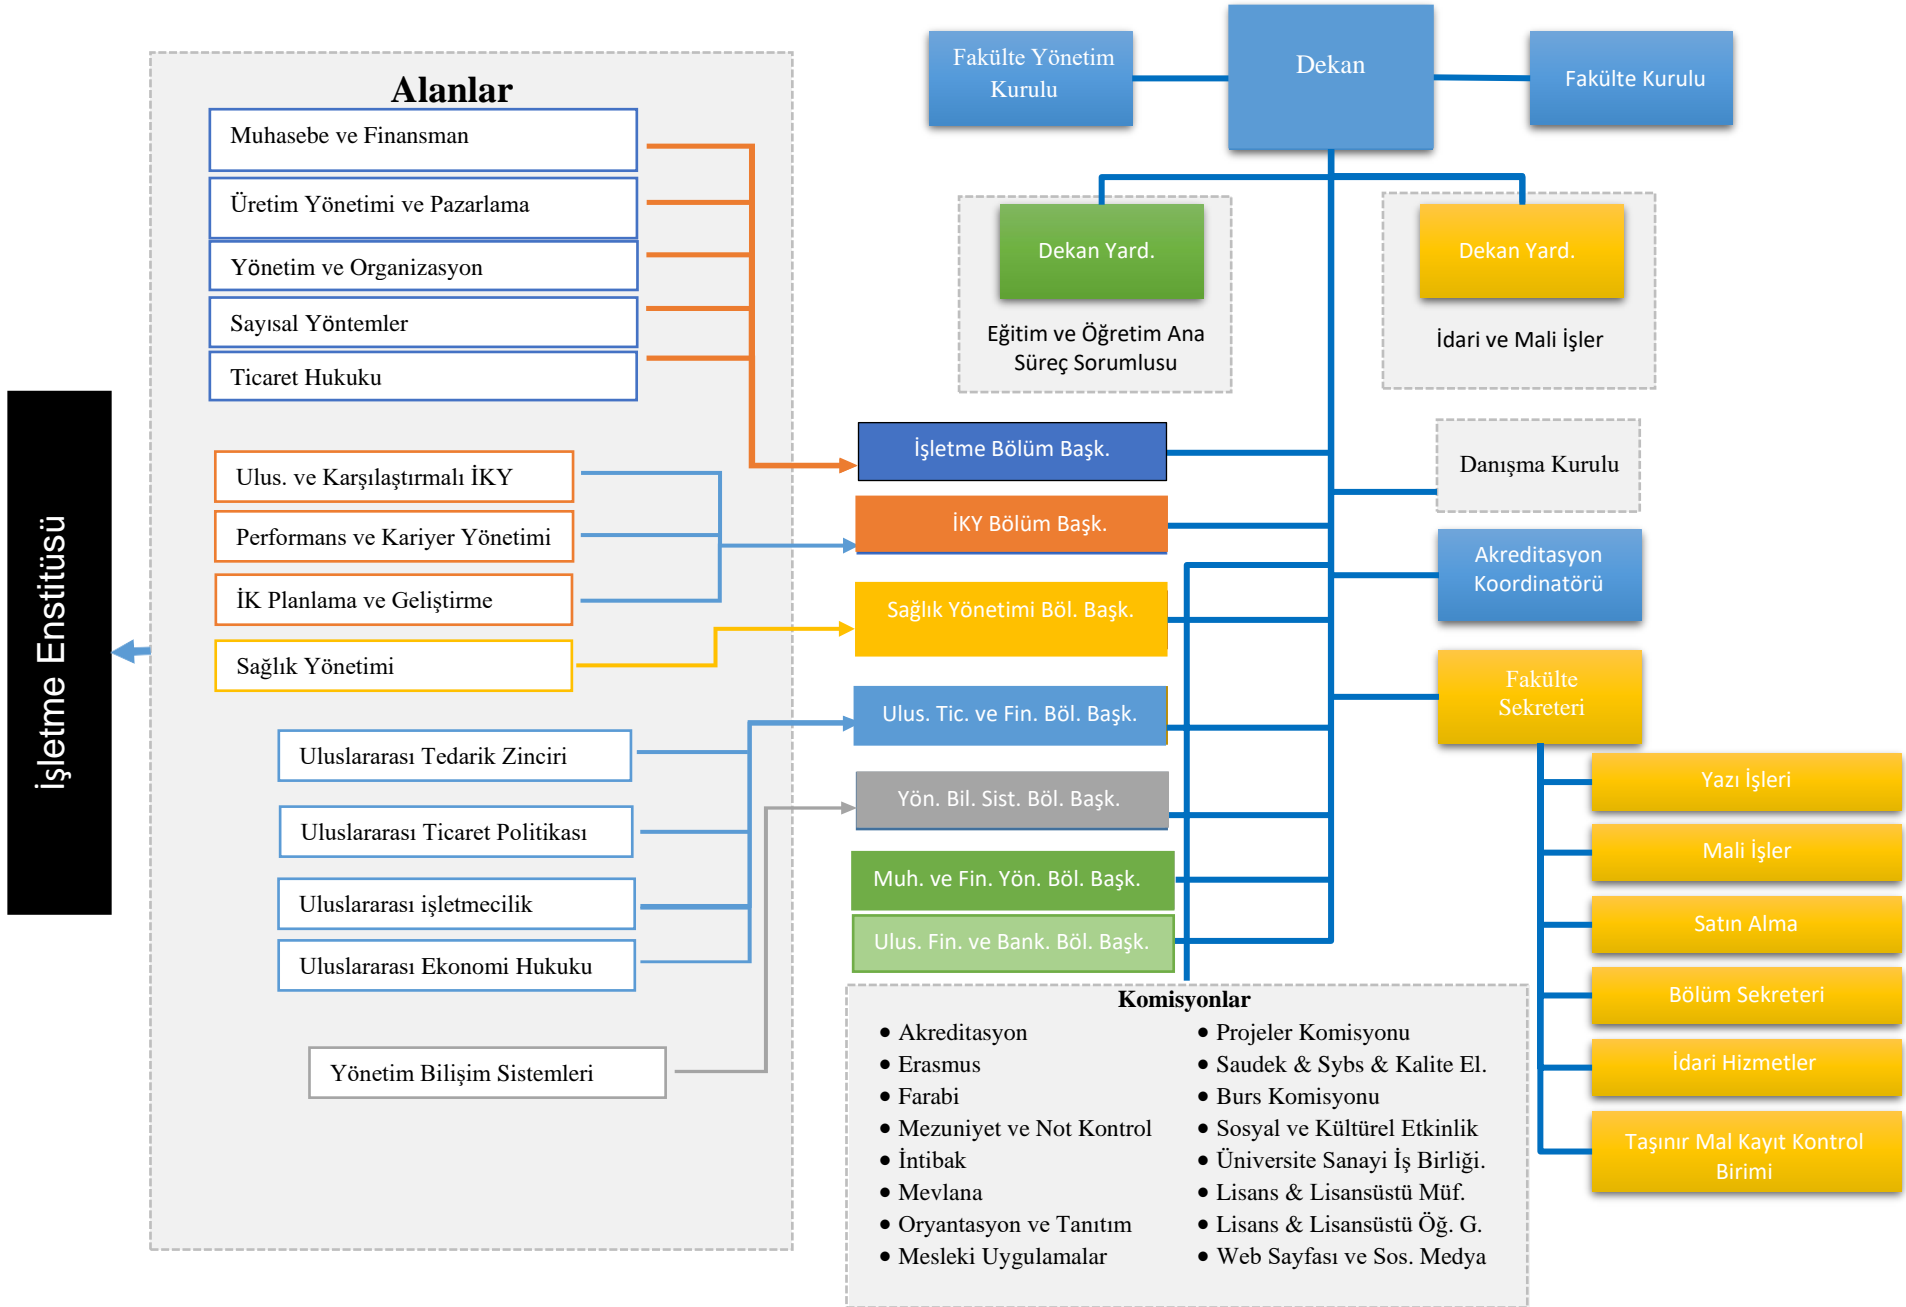 Fakülte Yönetim
Kurulu
Dekan
Fakülte Kurulu
Dekan Yard.
Eğitim ve Öğretim Ana
Süreç Sorumlusu
Dekan Yard.
İdari ve Mali İşler
Alanlar
Muhasebe ve Finansman
Üretim Yönetimi ve Pazarlama
Yönetim ve Organizasyon
Sayısal Yöntemler
Ticaret Hukuku
Ulus. ve Karşılaştırmalı İKY
Performans ve Kariyer Yönetimi
İK Planlama ve Geliştirme
Sağlık Yönetimi
Uluslararası Tedarik Zinciri
Uluslararası Ticaret Politikası
Uluslararası işletmecilik
Uluslararası Ekonomi Hukuku
Yönetim Bilişim Sistemleri
İşletme Enstitüsü
İşletme Bölüm Başk.
İKY Bölüm Başk.
Sağlık Yönetimi Böl. Başk.
Ulus. Tic. ve Fin. Böl. Başk.
Yön. Bil. Sist. Böl. Başk.
Muh. ve Fin. Yön. Böl. Başk.
Ulus. Fin. ve Bank. Böl. Başk.
Danışma Kurulu
Akreditasyon
Koordinatörü
Fakülte
Sekreteri
Yazı İşleri
Mali İşler
Satın Alma
Bölüm Sekreteri
İdari Hizmetler
Taşınır Mal Kayıt Kontrol
Birimi
Komisyonlar
• Akreditasyon
• Erasmus
• Farabi
• Mezuniyet ve Not Kontrol
• İntibak
• Mevlana
• Oryantasyon ve Tanıtım
• Mesleki Uygulamalar
• Projeler Komisyonu
• Saudek & Sybs & Kalite El.
• Burs Komisyonu
• Sosyal ve Kültürel Etkinlik
• Üniversite Sanayi İş Birliği.
• Lisans & Lisansüstü Müf.
• Lisans & Lisansüstü Öğ. G.
• Web Sayfası ve Sos. Medya